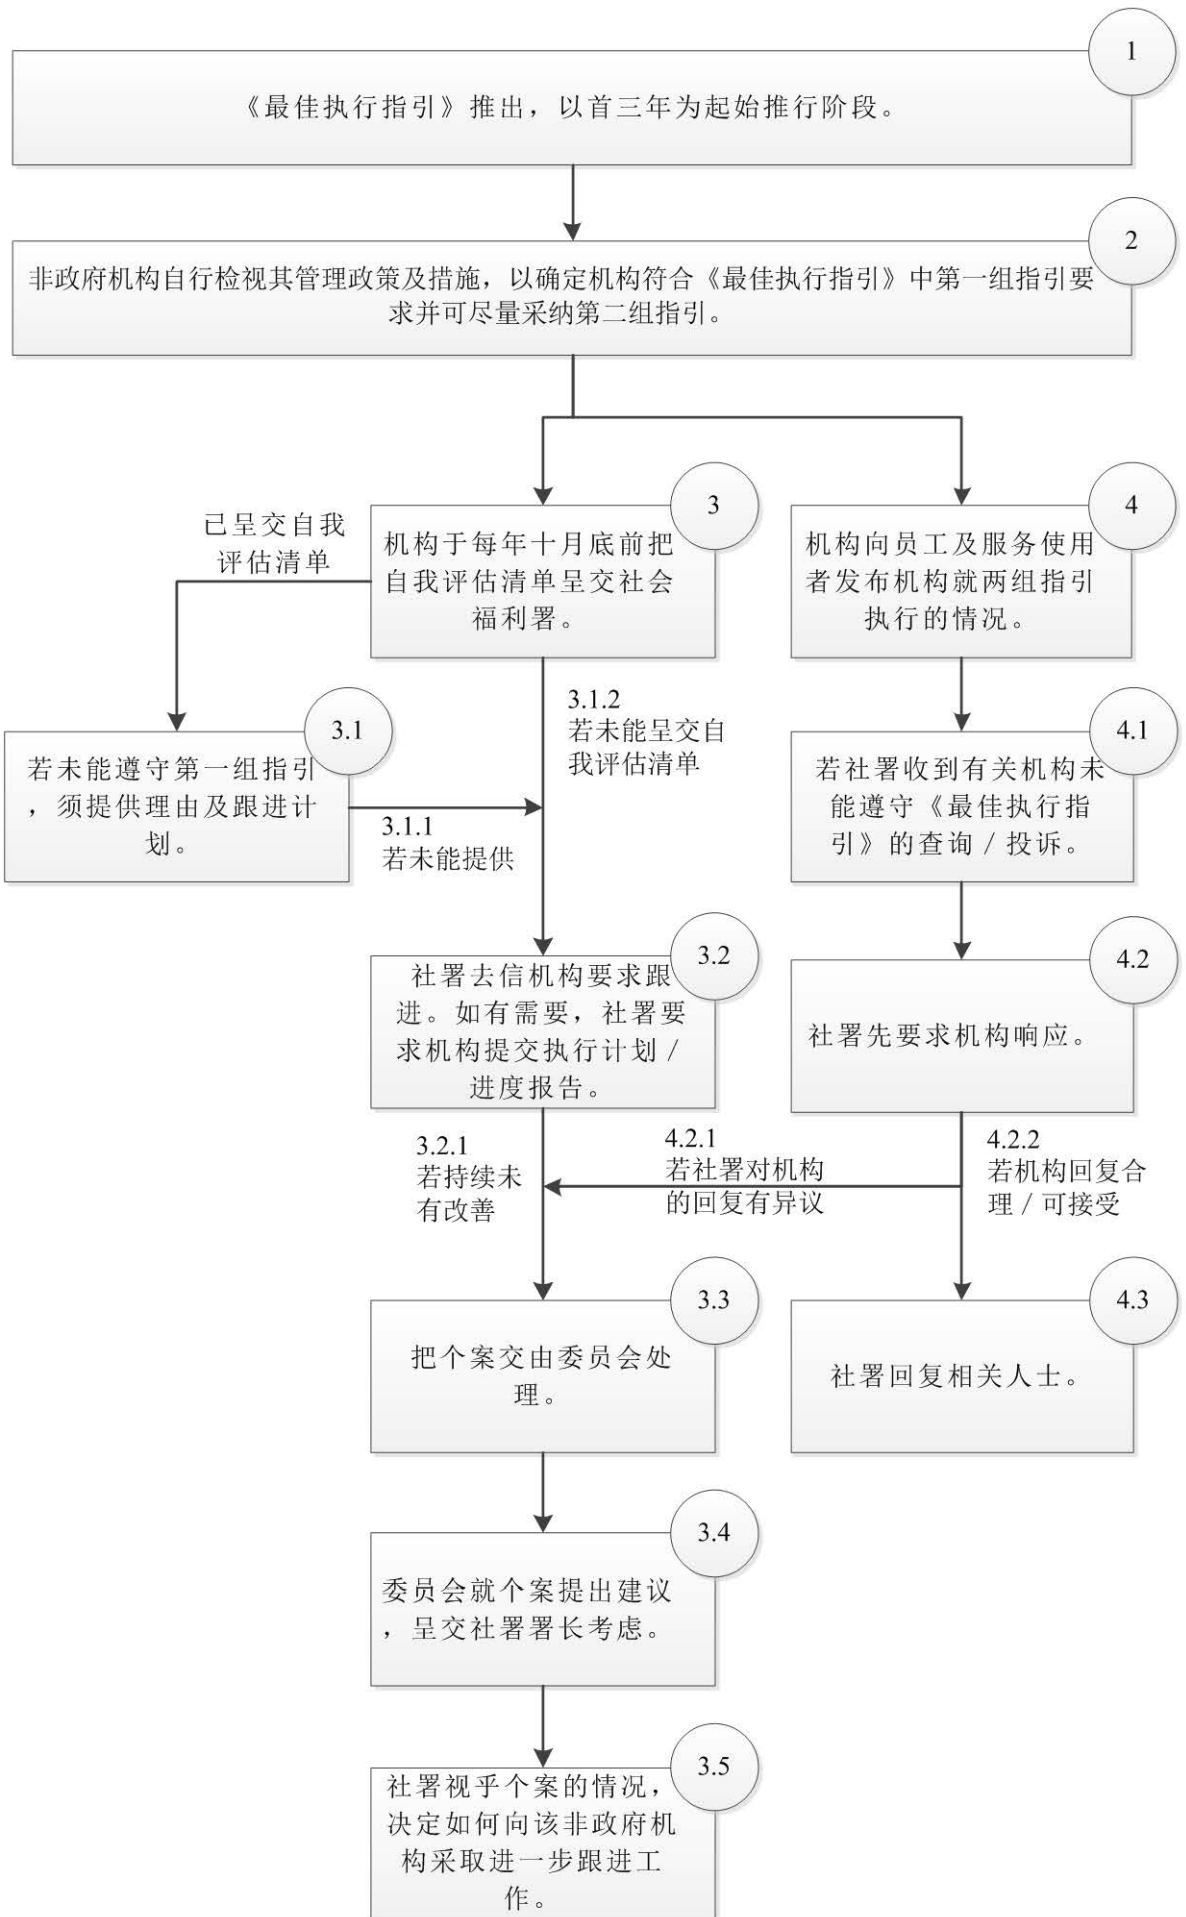 1
《最佳执行指引》推出，以首三年为起始推行阶段。
2
非政府机构自行检视其管理政策及措施，以确定机构符合《最佳执行指引》中第一组指引要
求并可尽量采纳第二组指引。
已呈交自我
评估清单
3
机构于每年十月底前把
自我评估清单呈交社会
福利署。
4
机构向员工及服务使用
者发布机构就两组指引
执行的情况。
3.1
若未能遵守第一组指引
，须提供理由及跟进计
划。
3.1.1
若未能提供
3.1.2
若未能呈交自
我评估清单
4.1
若社署收到有关机构未
能遵守《最佳执行指
引》的查询／投诉。
3.2
社署去信机构要求跟
进。如有需要，社署要
求机构提交执行计划／
进度报告。
4.2
社署先要求机构响应。
3.2.1
若持续未
有改善
4.2.1
若社署对机构
的回复有异议
4.2.2
若机构回复合
理／可接受
3.3
把个案交由委员会处
理。
4.3
社署回复相关人士。
3.4
委员会就个案提出建议
，呈交社署署长考虑。
3.5
社署视乎个案的情况，
决定如何向该非政府机
构采取进一步跟进工
作。